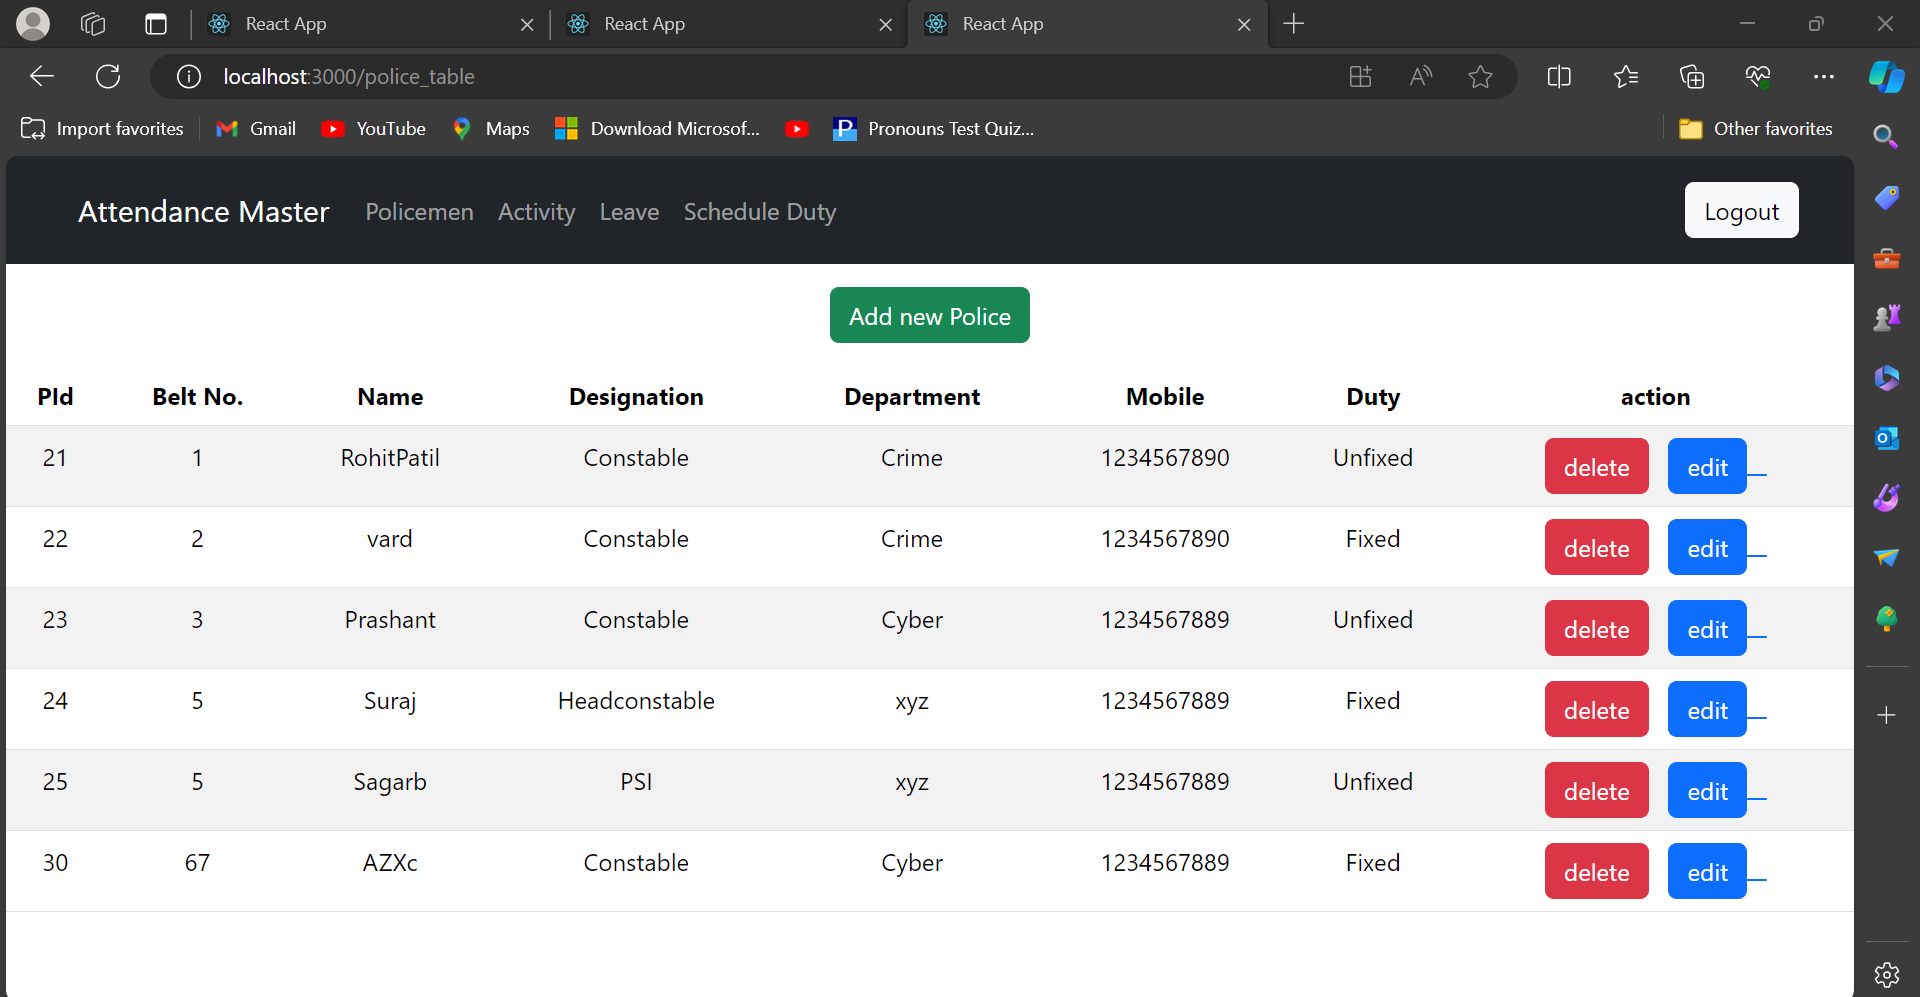 React App
React App
React App
localhost:3000/police_table
Import favorites
Gmail
YouTube
Maps
Download Microsof...
P Pronouns Test Quiz...
Other favorites
Attendance Master Policemen Activity Leave Schedule Duty Logout
Add new Police
PId Belt No. Name Designation Department Mobile Duty action
21 1 RohitPatil Constable Crime 1234567890 Unfixed delete edit
22 2 vard Constable Crime 1234567890 Fixed delete edit
23 3 Prashant Constable Cyber 1234567889 Unfixed delete edit
24 5 Suraj Headconstable xyz 1234567889 Fixed delete edit
25 5 Sagarb PSI xyz 1234567889 Unfixed delete edit
30 67 AZXc Constable Cyber 1234567889 Fixed delete edit